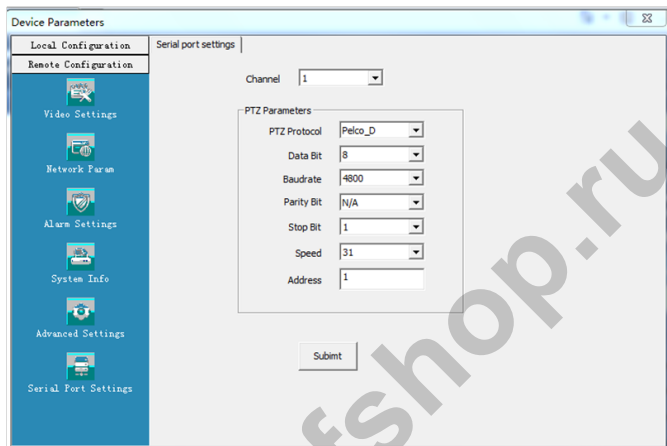 Device Parameters
Local Configuration
Remote Configuration
Video Settings
Network Param
Alarm Settings
System Info
Advanced Settings
Serial Port Settings
Serial port settings
Channel 1
PTZ Parameters
PTZ Protocol Pelco_D
Data Bit 8
Baudrate 4800
Parity Bit N/A
Stop Bit 1
Speed 31
Address 1
Subimt
fshop.ru